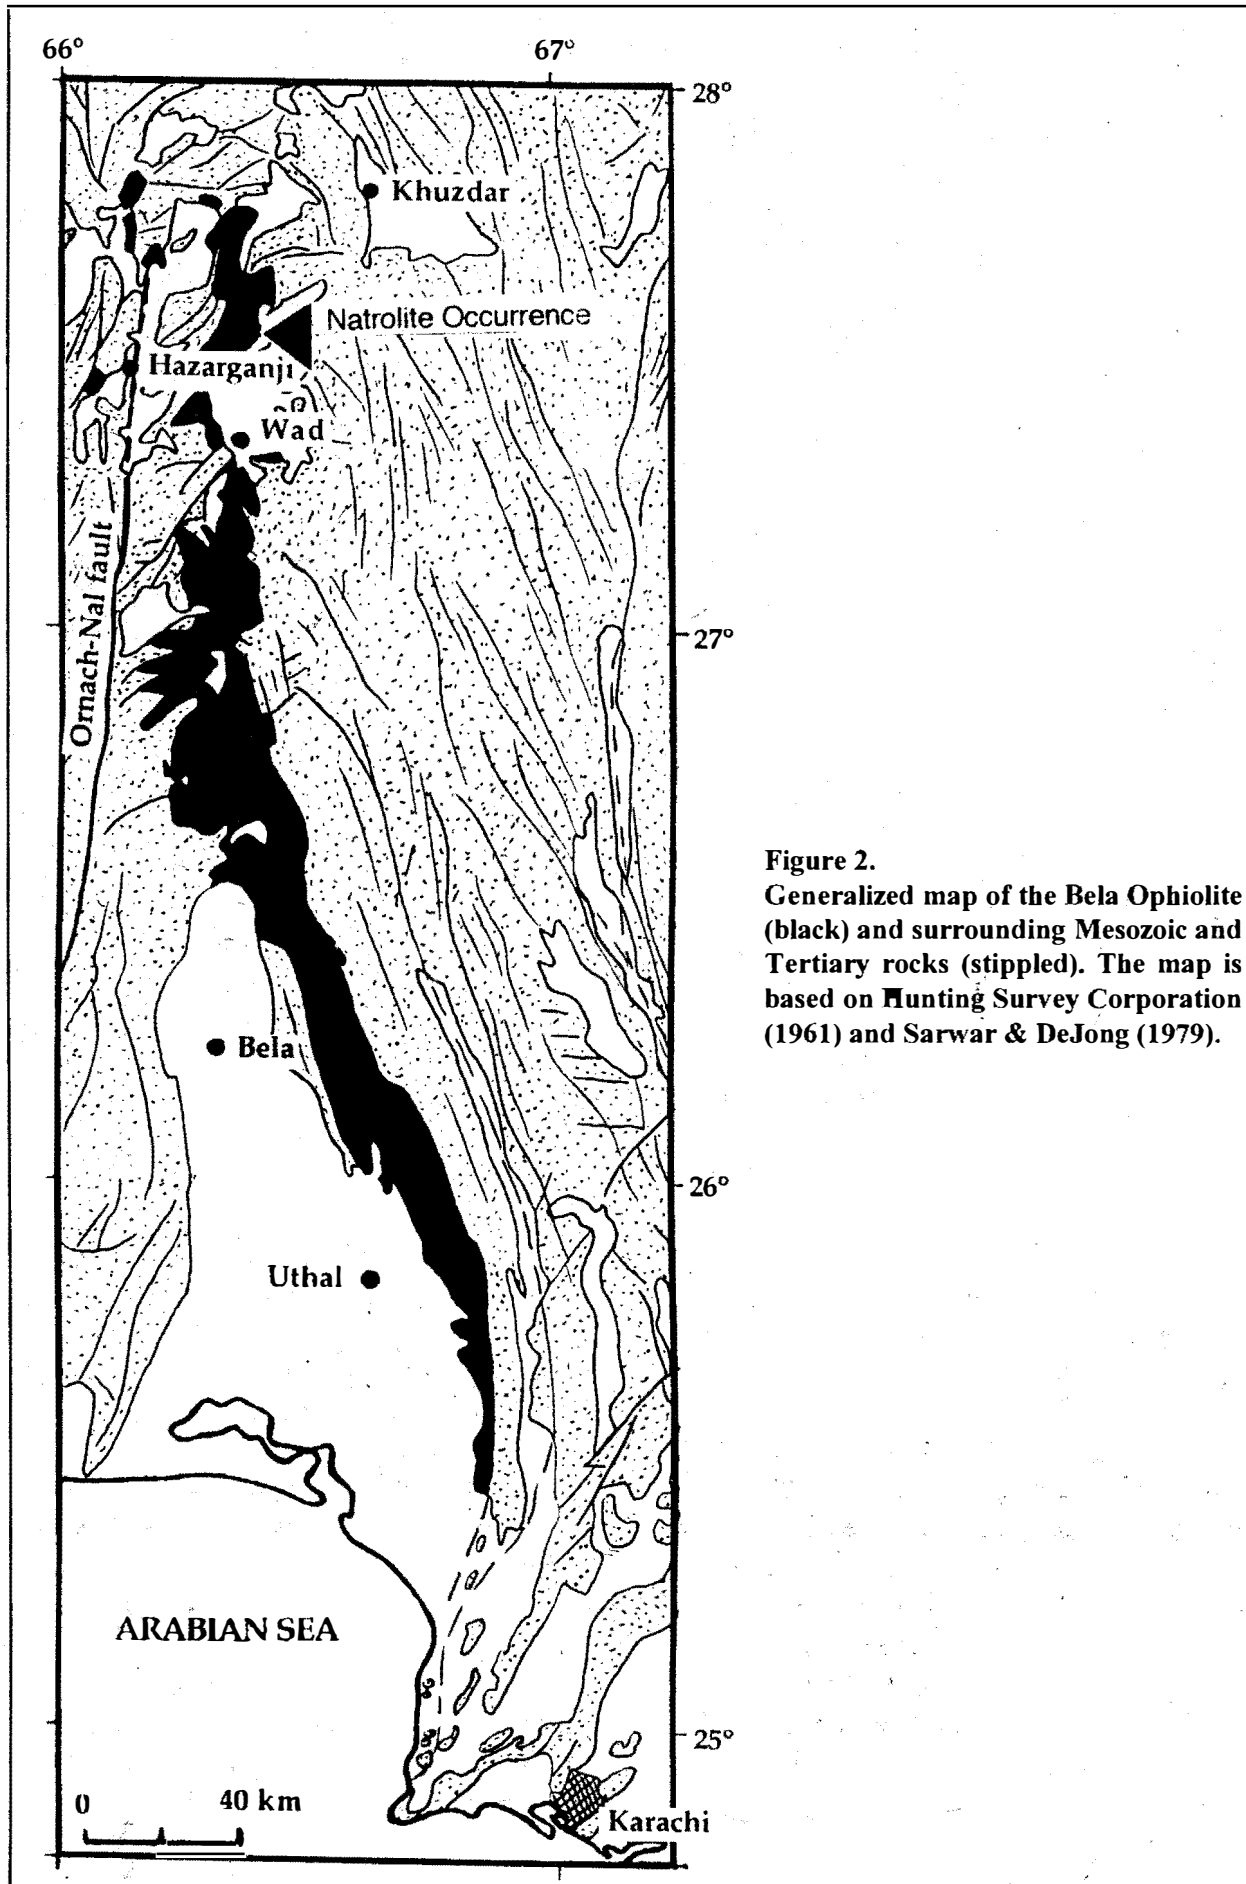 66°
67°
28°
Khuzdar
Natrolite Occurrence
Hazarganji
Wad
Ornach-Nal fault
27°
Figure 2.
Generalized map of the Bela Ophiolite
(black) and surrounding Mesozoic and
Tertiary rocks (stippled). The map is
based on Hunting Survey Corporation
(1961) and Sarwar & DeJong (1979).
Bela
26°
Uthal
ARABIAN SEA
25°
0 40 km
Karachi